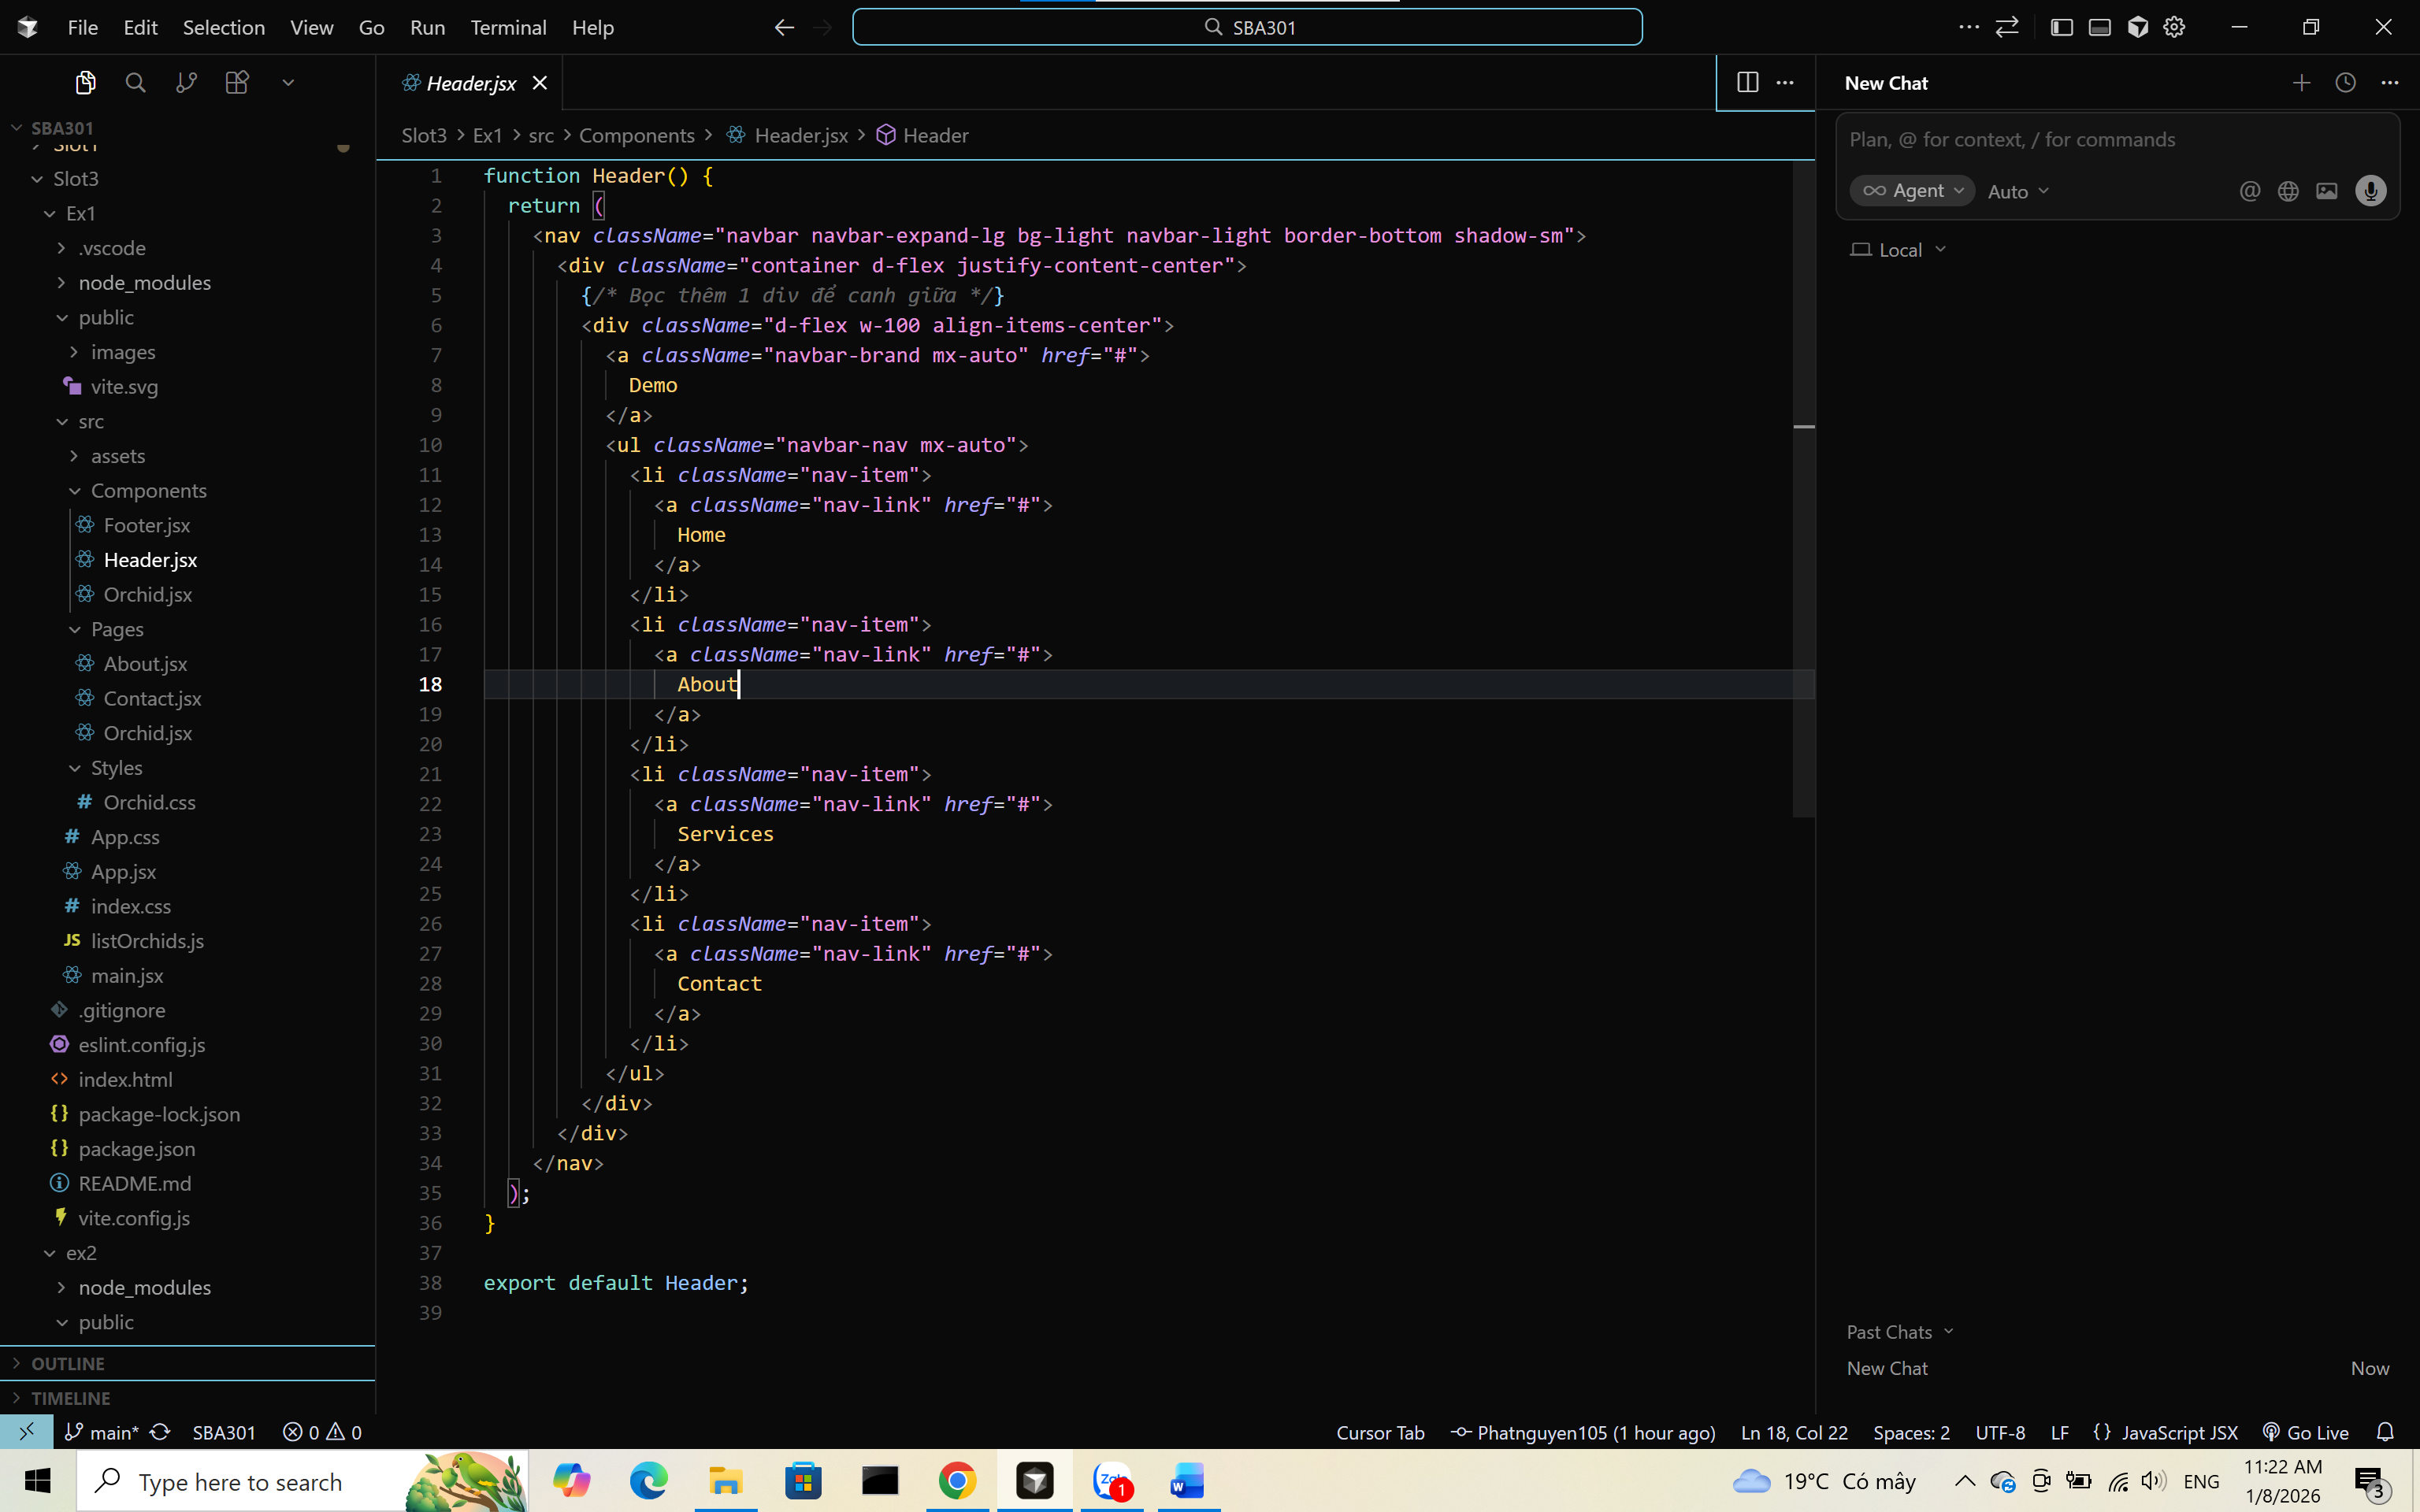 File Edit Selection View Go Run Terminal Help
SBA301
Header.jsx
New Chat
SBA301
Slot1
Slot3
Ex1
.vscode
node_modules
public
images
vite.svg
src
assets
Components
Footer.jsx
Header.jsx
Orchid.jsx
Pages
About.jsx
Contact.jsx
Orchid.jsx
Styles
# Orchid.css
# App.css
App.jsx
# index.css
JS listOrchids.js
main.jsx
.gitignore
eslint.config.js
<> index.html
{} package-lock.json
{} package.json
README.md
vite.config.js
ex2
node_modules
public
OUTLINE
TIMELINE
Slot3 > Ex1 > src > Components > Header.jsx > Header
1 function Header() {
2 return (
3 <nav className="navbar navbar-expand-lg bg-light navbar-light border-bottom shadow-sm">
4 <div className="container d-flex justify-content-center">
5 {/* Bọc thêm 1 div để canh giữa */}
6 <div className="d-flex w-100 align-items-center">
7 <a className="navbar-brand mx-auto" href="#">
8 Demo
9 </a>
10 <ul className="navbar-nav mx-auto">
11 <li className="nav-item">
12 <a className="nav-link" href="#">
13 Home
14 </a>
15 </li>
16 <li className="nav-item">
17 <a className="nav-link" href="#">
18 About
19 </a>
20 </li>
21 <li className="nav-item">
22 <a className="nav-link" href="#">
23 Services
24 </a>
25 </li>
26 <li className="nav-item">
27 <a className="nav-link" href="#">
28 Contact
29 </a>
30 </li>
31 </ul>
32 </div>
33 </div>
34 </nav>
35 );
36 }
37
38 export default Header;
39
Plan, @ for context, / for commands
Agent Auto
Local
Past Chats
New Chat Now
main* SBA301 0 0
Cursor Tab Phatnguyen105 (1 hour ago) Ln 18, Col 22 Spaces: 2 UTF-8 LF {} JavaScript JSX Go Live
Type here to search
Zalo
1
W
19°C Có mây
ENG
11:22 AM
1/8/2026
3